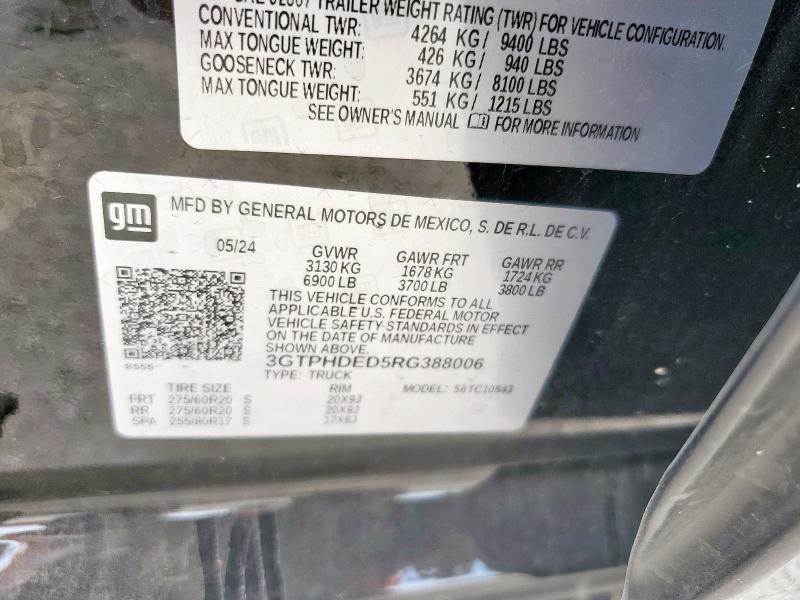 TRAILER WEIGHT RATING (TWR) FOR VEHICLE CONFIGURATION.
CONVENTIONAL TWR: 4264 KG/ 9400 LBS
MAX TONGUE WEIGHT: 426 KG/ 940 LBS
GOOSENECK TWR: 3674 KG/ 8100 LBS
MAX TONGUE WEIGHT: 551 KG/ 1215 LBS
SEE OWNER'S MANUAL FOR MORE INFORMATION
gm
MFD BY GENERAL MOTORS DE MEXICO, S. DE R.L. DE C.V.
05/24 GVWR GAWR FRT GAWR RR
3130 KG 1678 KG 1724 KG
6900 LB 3700 LB 3800 LB
THIS VEHICLE CONFORMS TO ALL
APPLICABLE U.S. FEDERAL MOTOR
VEHICLE SAFETY STANDARDS IN EFFECT
ON THE DATE OF MANUFACTURE
SHOWN ABOVE.
8555
3GTPHDED5RG388006
TYPE: TRUCK MODEL: 56TC10543
TIRE SIZE RIM
FRT 275/60R20 S 20X9J
RR 275/60R20 S 20X9J
SPA 255/80R17 S 17X8J